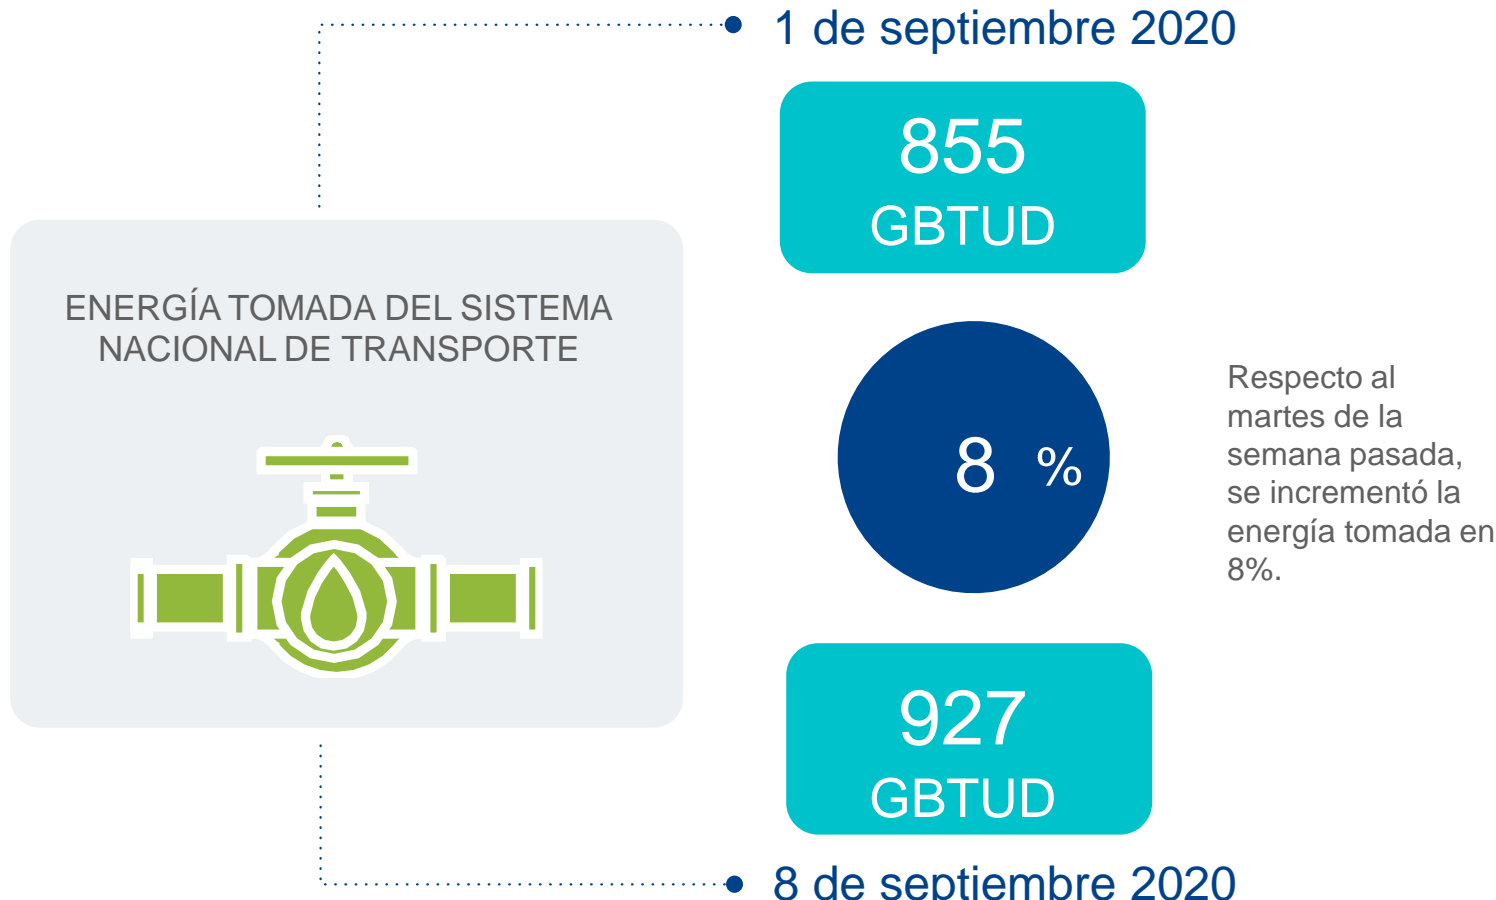 1 de septiembre 2020
855
GBTUD
ENERGÍA TOMADA DEL SISTEMA
NACIONAL DE TRANSPORTE
8 %
Respecto al
martes de la
semana pasada,
se incrementó la
energía tomada en
8%.
927
GBTUD
8 de septiembre 2020